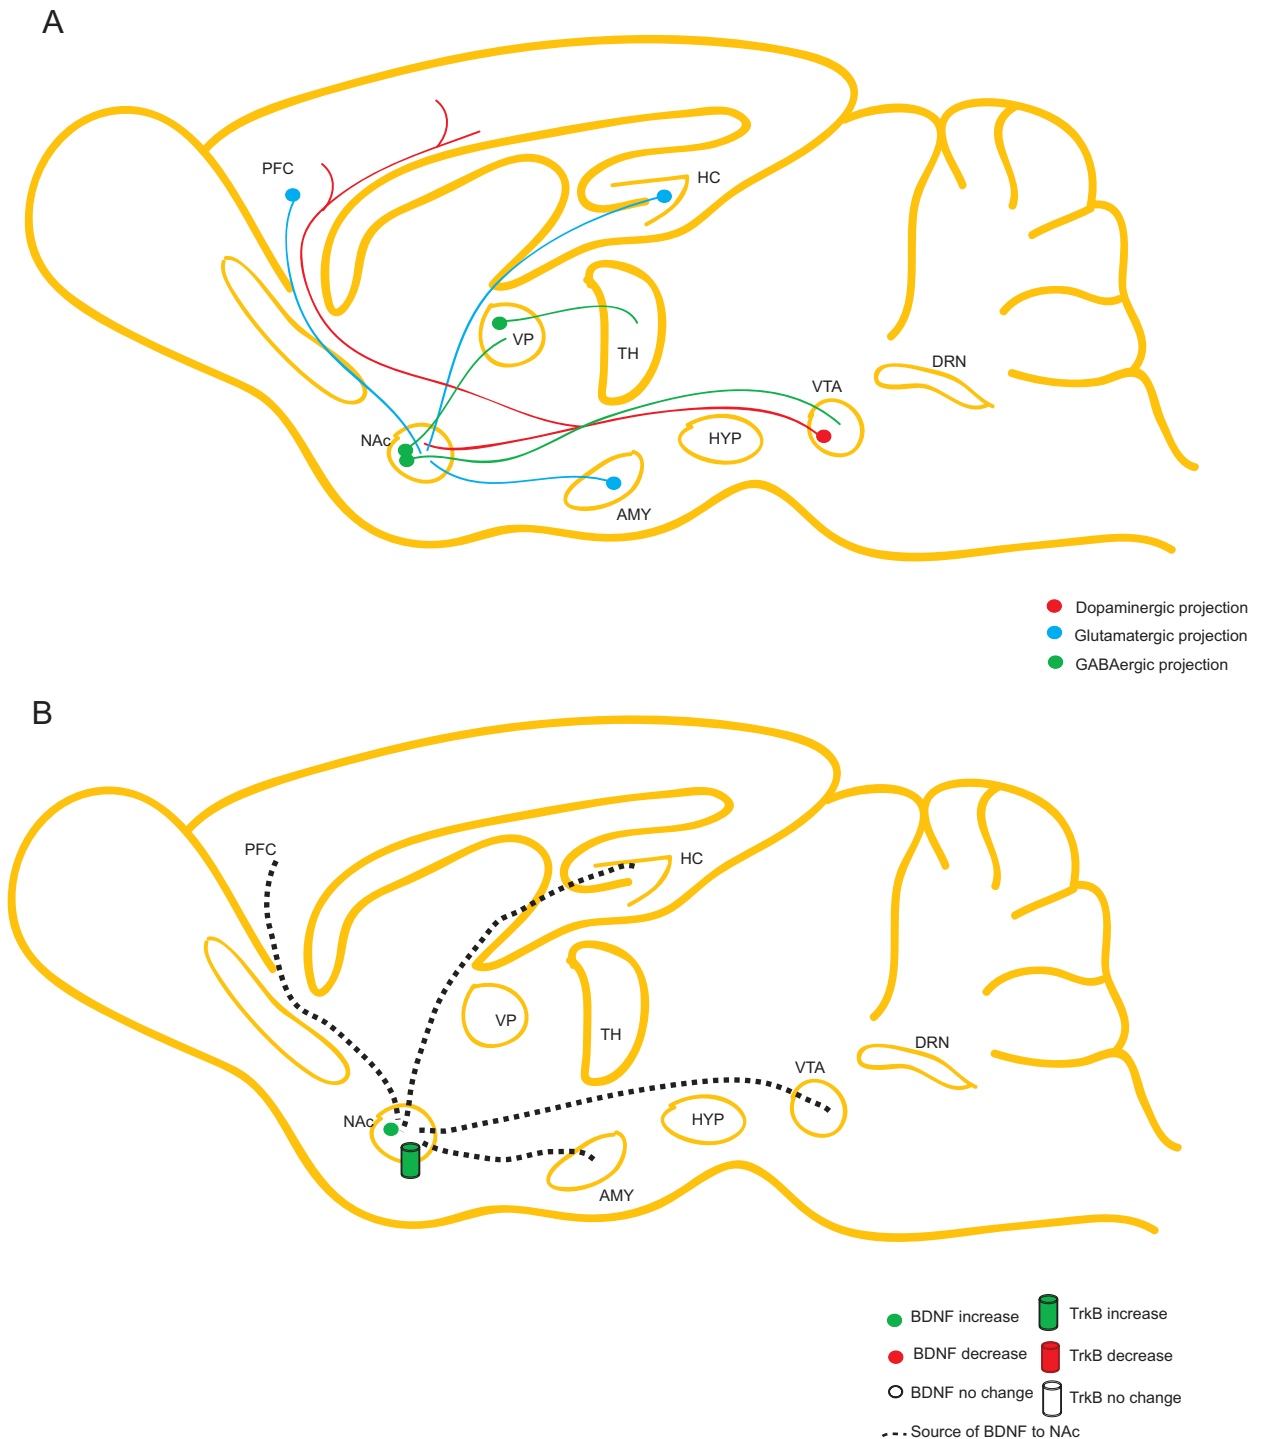 A
PFC
HC
VP
TH
DRN
VTA
NAc
HYP
AMY
Dopaminergic projection
Glutamatergic projection
GABAergic projection
B
PFC
HC
VP
TH
DRN
VTA
NAc
HYP
AMY
BDNF increase TrkB increase
BDNF decrease TrkB decrease
BDNF no change TrkB no change
Source of BDNF to NAc